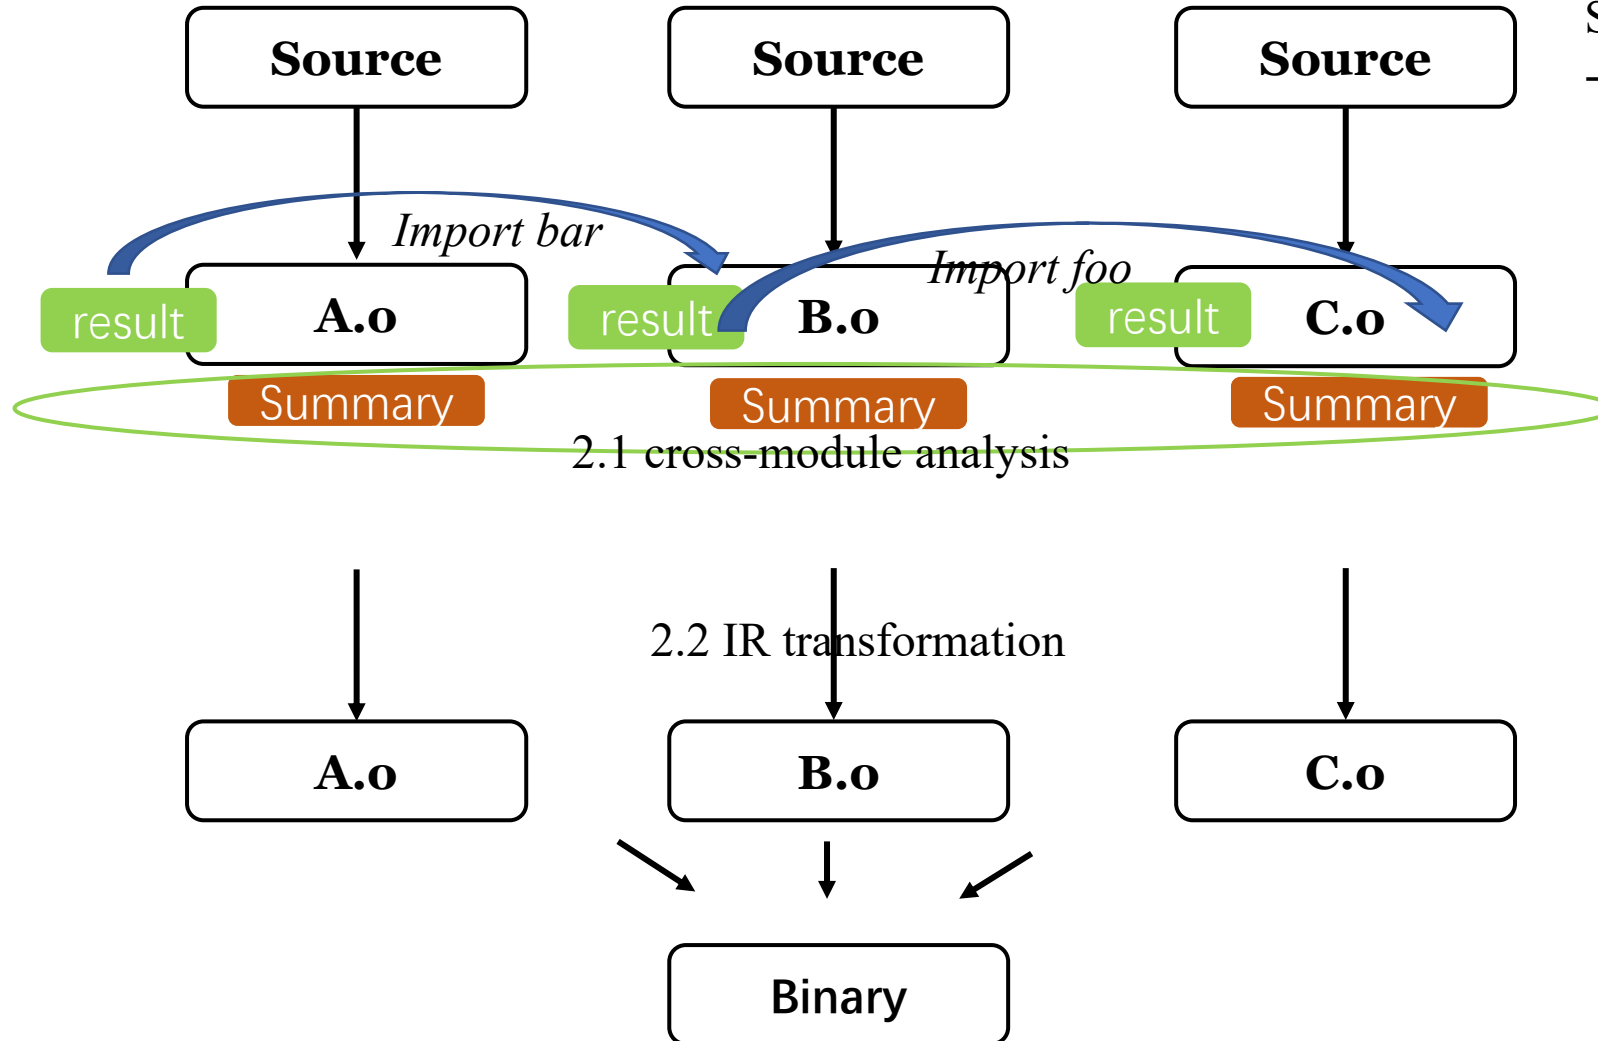 Source
Source
Source
Import bar
Import foo
result
A.o
result
B.o
result
C.o
Summary
Summary
Summary
2.1 cross-module analysis
2.2 IR transformation
A.o
B.o
C.o
Binary